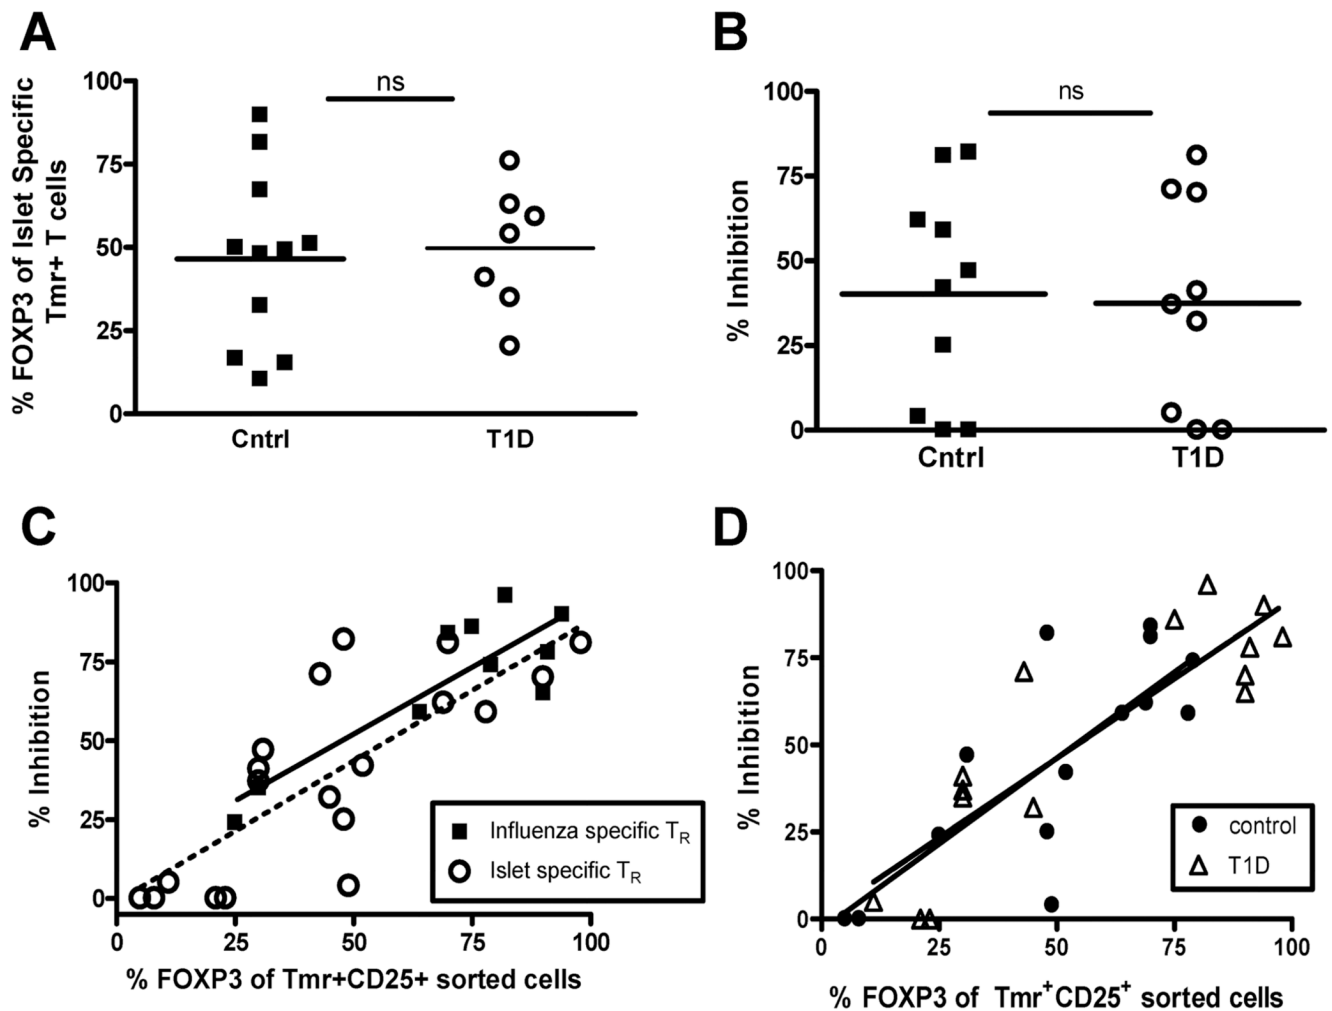 A
% FOXP3 of Islet Specific
Tmr+ T cells
100
75
50
25
0
ns
Cntrl
T1D
B
% Inhibition
100
75
50
25
0
ns
Cntrl
T1D
C
% Inhibition
100
75
50
25
0
Influenza specific TR
Islet specific TR
0
25
50
75
100
% FOXP3 of Tmr+CD25+ sorted cells
D
% Inhibition
100
75
50
25
0
control
T1D
0
25
50
75
100
% FOXP3 of Tmr+CD25+ sorted cells